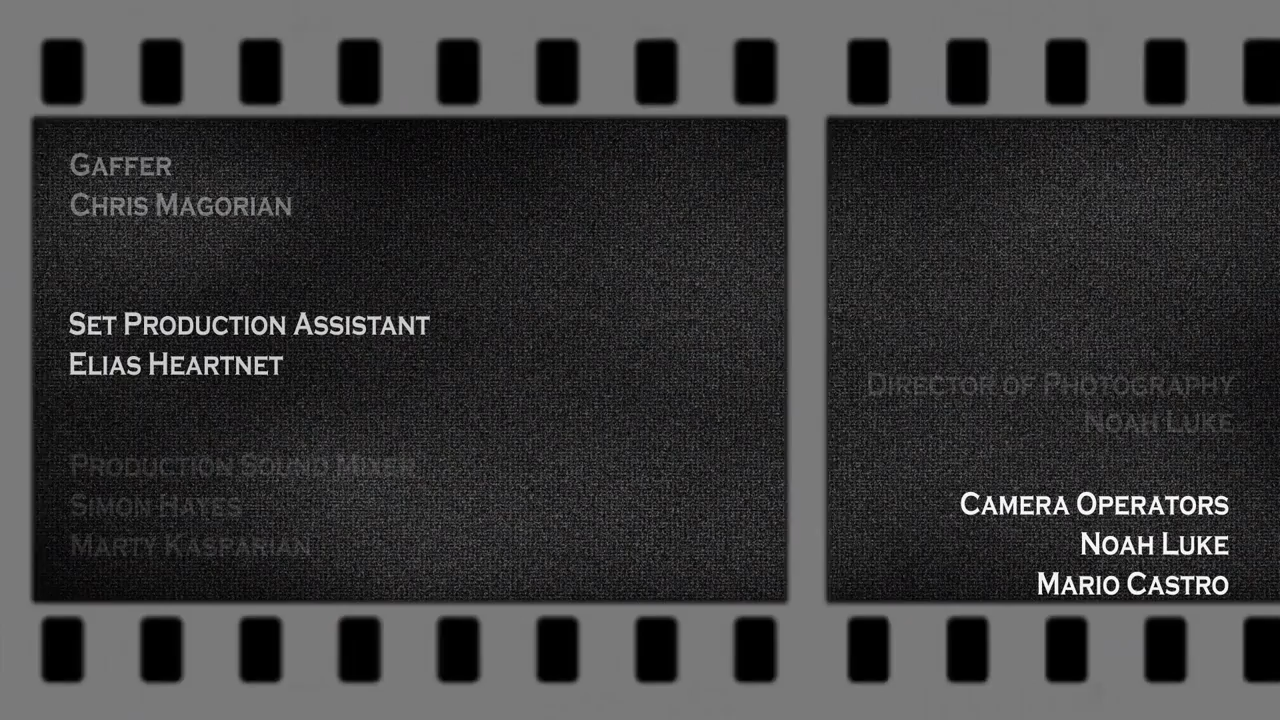 Gaffer
Chris Magorian
Set Production Assistant
Elias Heartnet
Production Sound Mixer
Simon Hayes
Marty Kasparian
Director of Photography
Noah Luke
Camera Operators
Noah Luke
Mario Castro